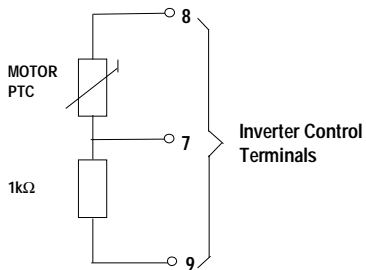 8
MOTOR
PTC
7
Inverter Control
Terminals
1kΩ
9